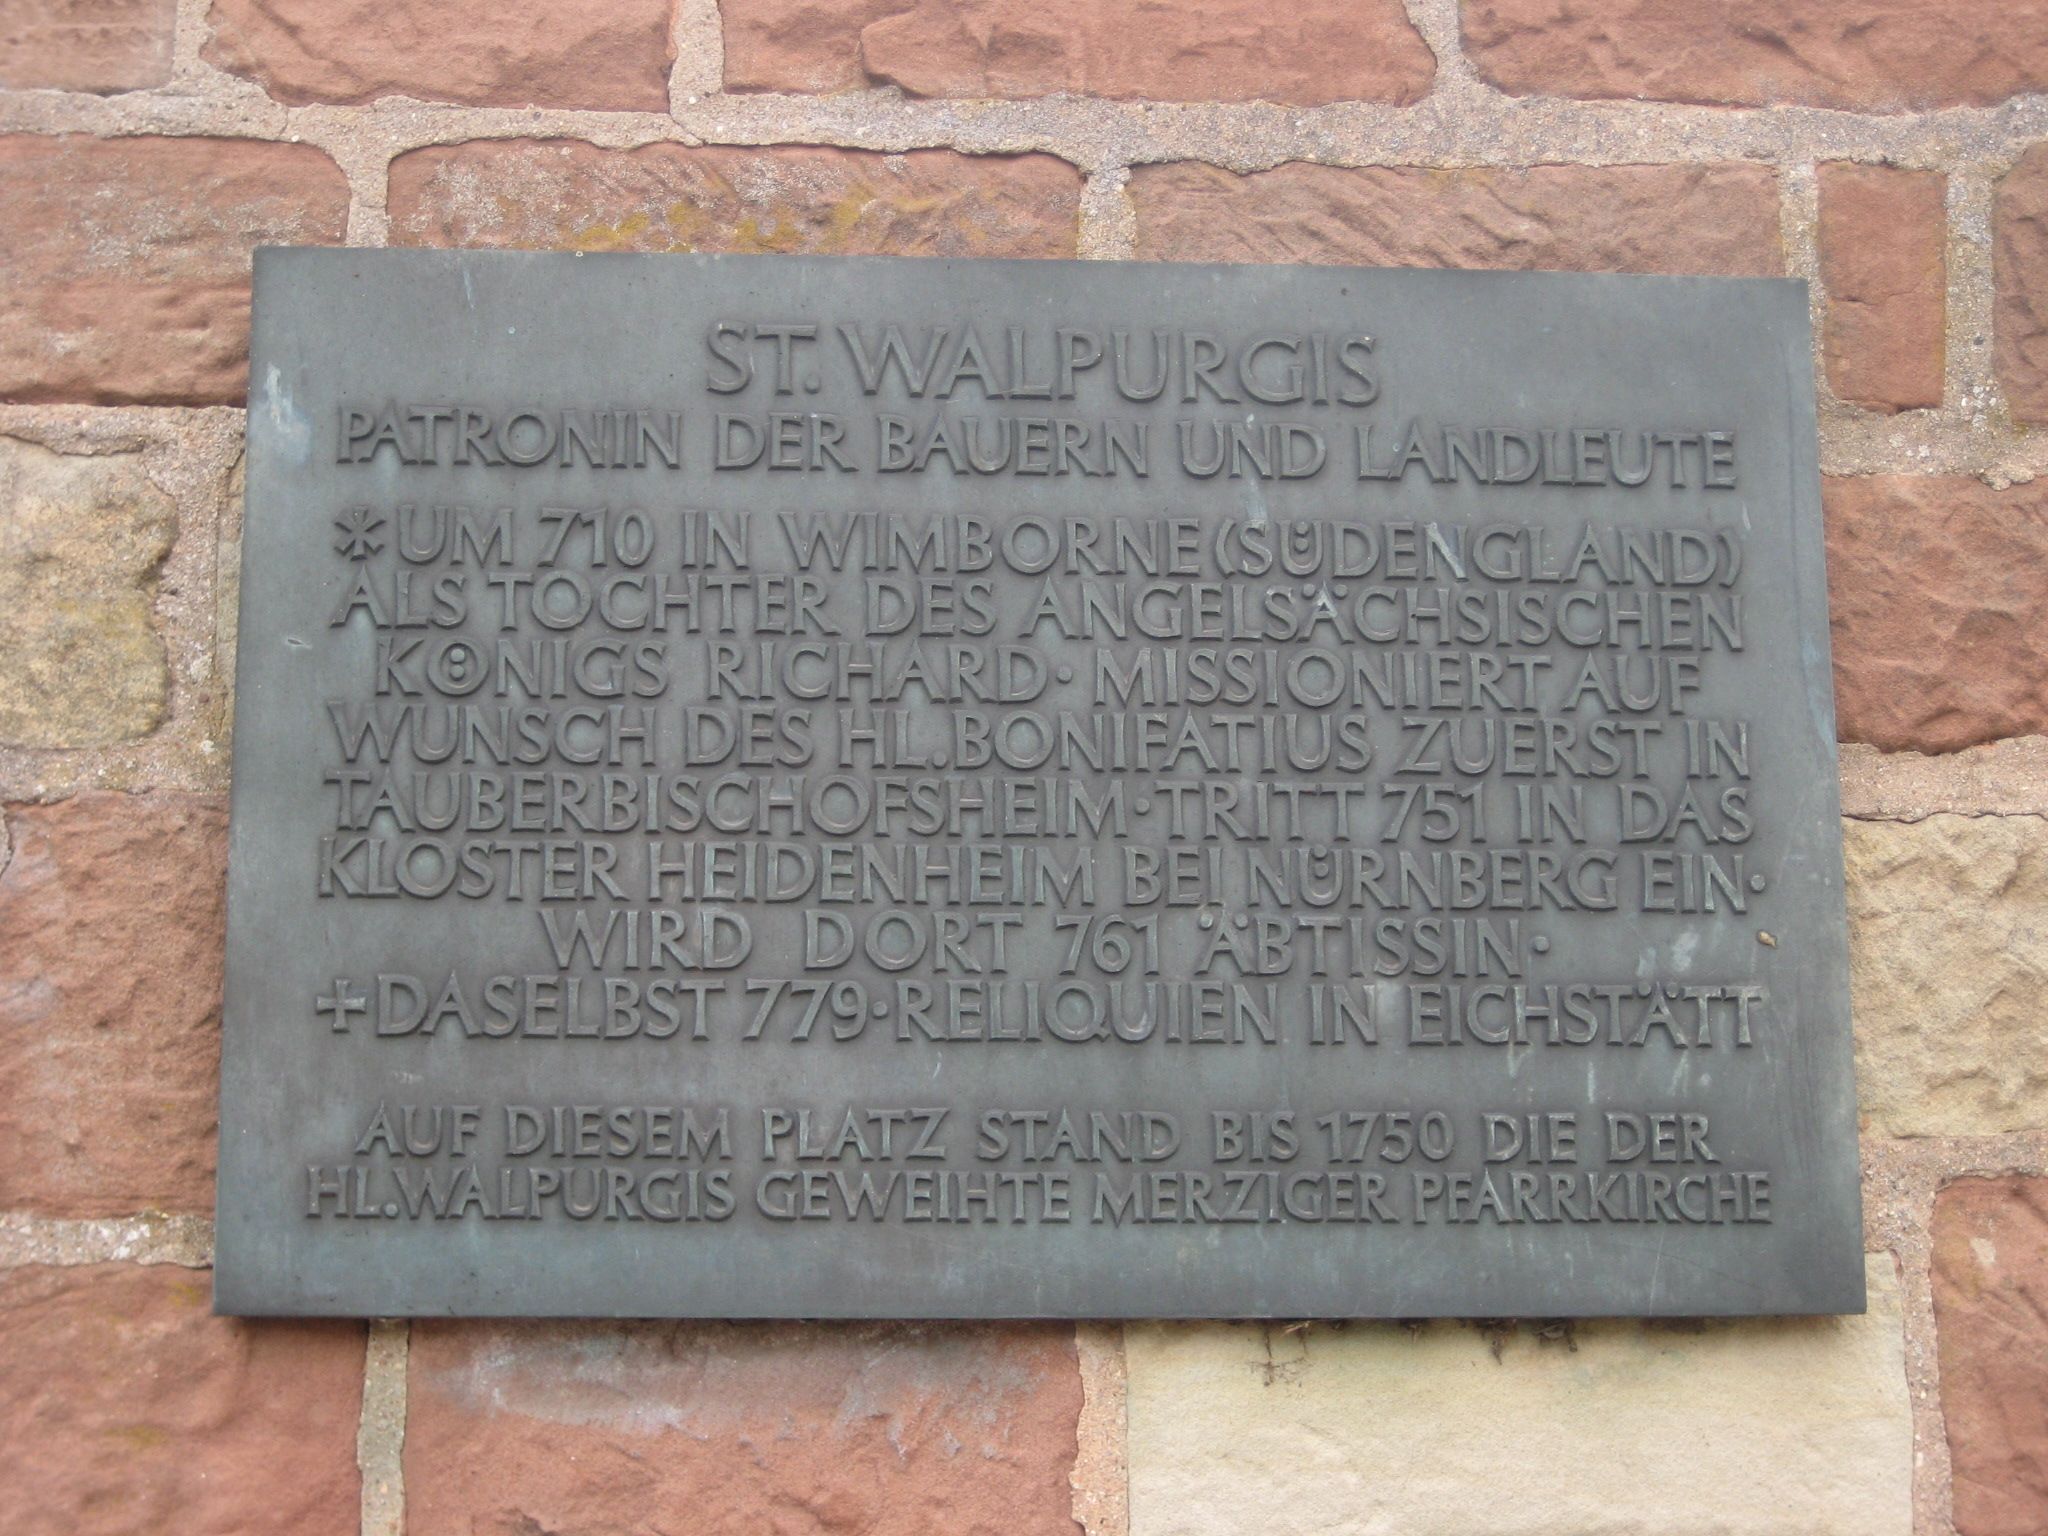 ST. WALPURGIS
PATRONIN DER BAUERN UND LANDLEUTE
*UM 710 IN WIMBORNE (SÜDENGLAND)
ALS TOCHTER DES ANGELSÄCHSISCHEN
KÖNIGS RICHARD · MISSIONIERT AUF
WUNSCH DES HL. BONIFATIUS ZUERST IN
TAUBERBISCHOFSHEIM · TRITT 751 IN DAS
KLOSTER HEIDENHEIM BEI NÜRNBERG EIN ·
WIRD DORT 761 ÄBTISSIN ·
+DASELBST 779 · RELIQUIEN IN EICHSTÄTT
AUF DIESEM PLATZ STAND BIS 1750 DIE DER
HL. WALPURGIS GEWEIHTE MERZIGER PFARRKIRCHE